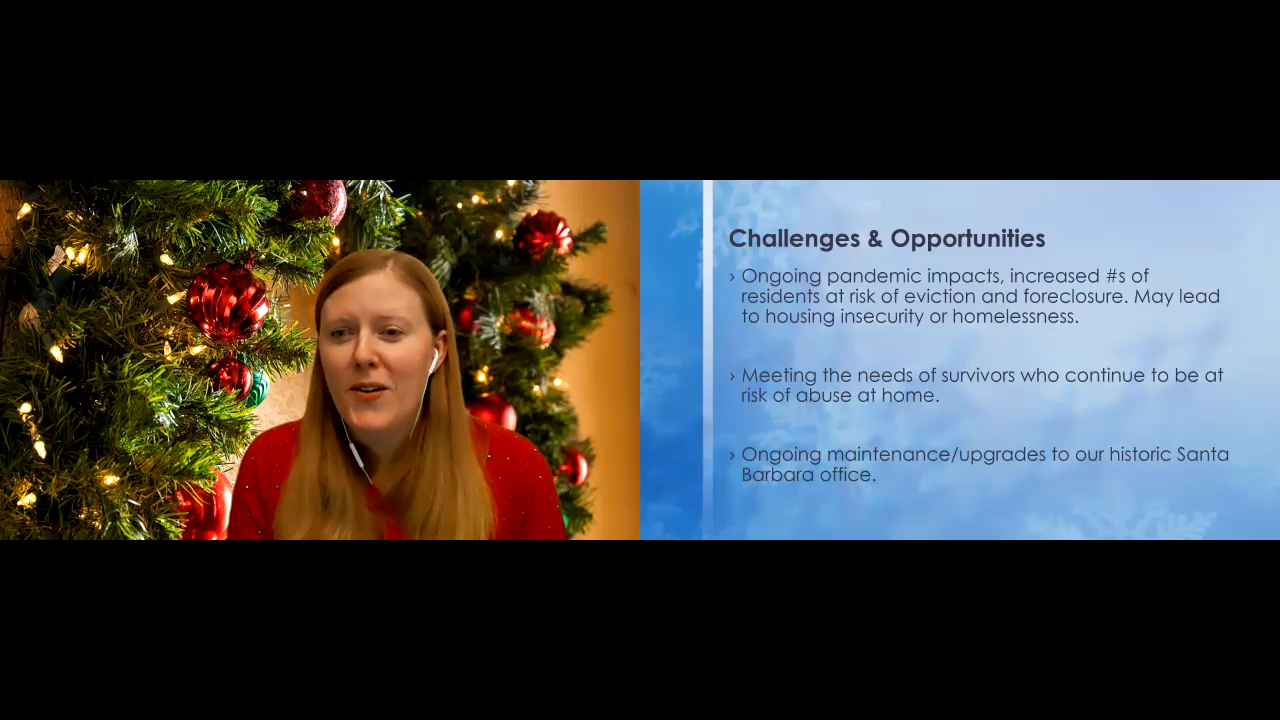 Challenges & Opportunities
› Ongoing pandemic impacts, increased #s of
residents at risk of eviction and foreclosure. May lead
to housing insecurity or homelessness.
› Meeting the needs of survivors who continue to be at
risk of abuse at home.
› Ongoing maintenance/upgrades to our historic Santa
Barbara office.